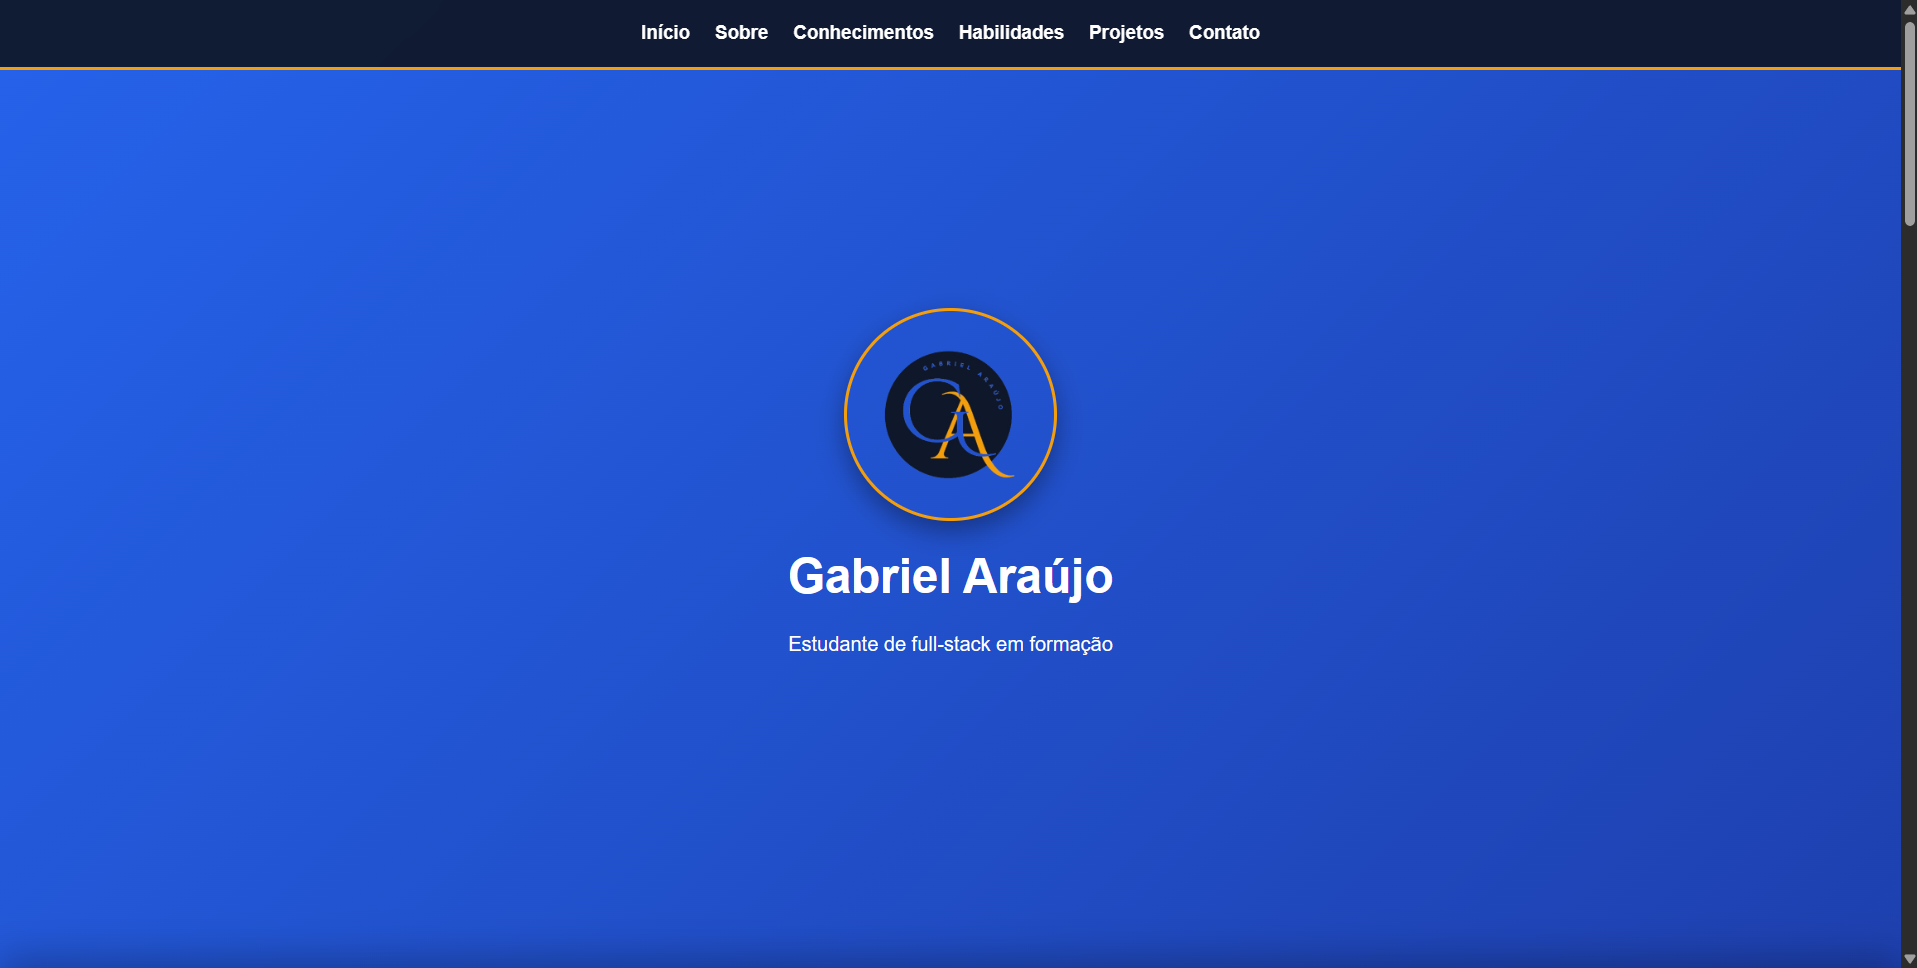 Início Sobre Conhecimentos Habilidades Projetos Contato
GABRIEL ARAÚJO
GA
Gabriel Araújo
Estudante de full-stack em formação